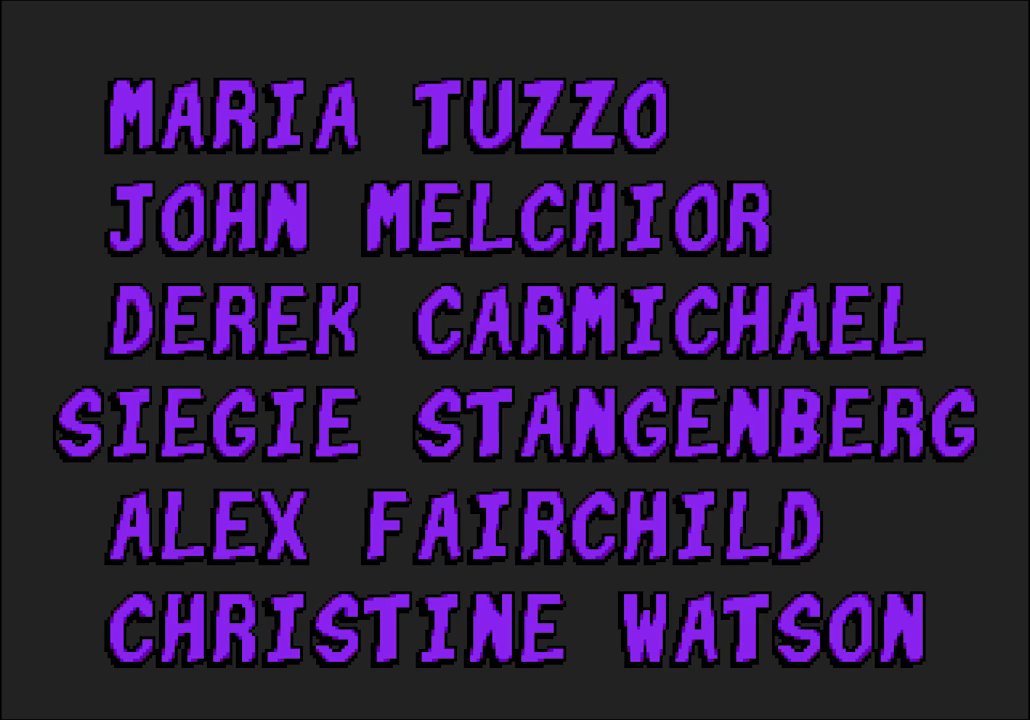 MARIA TUZZO
JOHN MELCHIOR
DEREK CARMICHAEL
SIEGIE STANGENBERG
ALEX FAIRCHILD
CHRISTINE WATSON